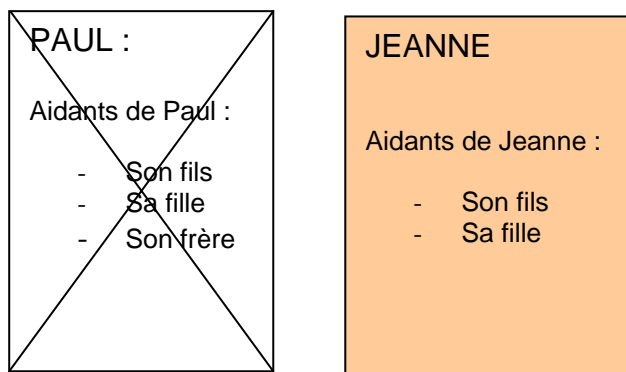 PAUL :
Aidants de Paul :
- Son fils
- Sa fille
- Son frère
JEANNE
Aidants de Jeanne :
- Son fils
- Sa fille